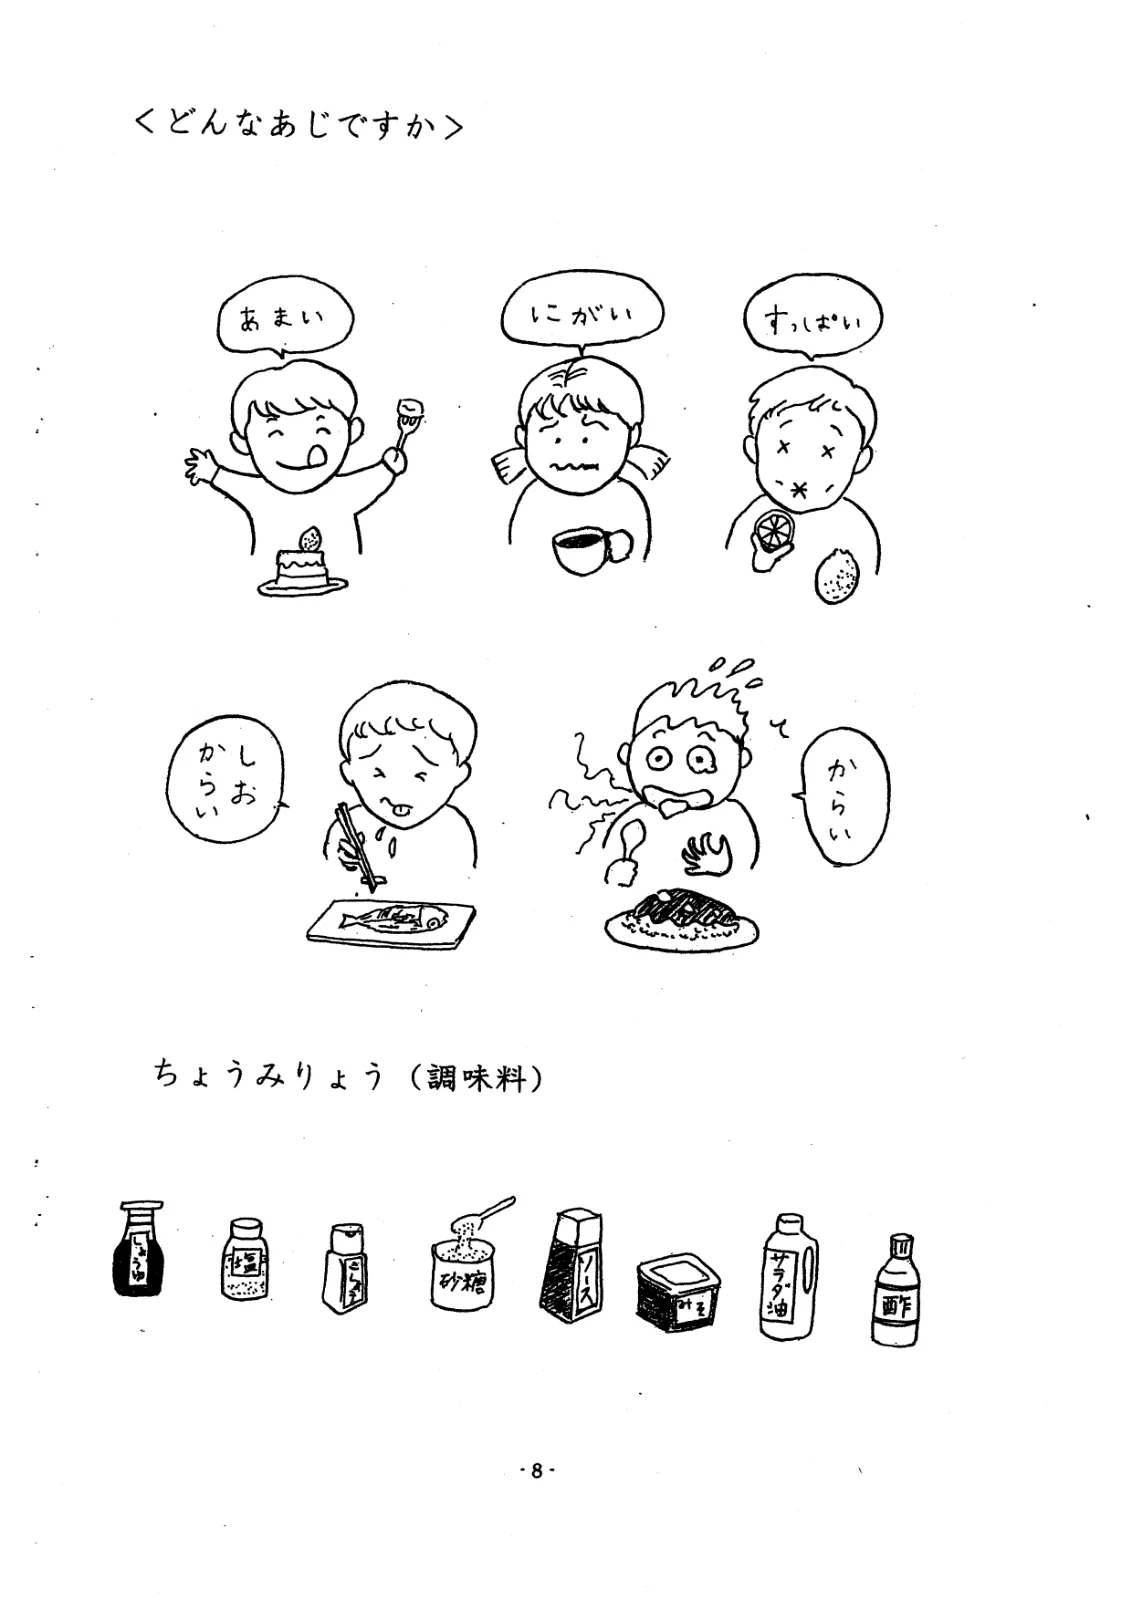 ＜どんなあじですか＞
あまい
にがい
すっぱい
しお
からい
からい
ちょうみりょう（調味料）
しょうゆ
塩
こしょう
砂糖
ソース
みそ
サラダ油
酢
- 8 -